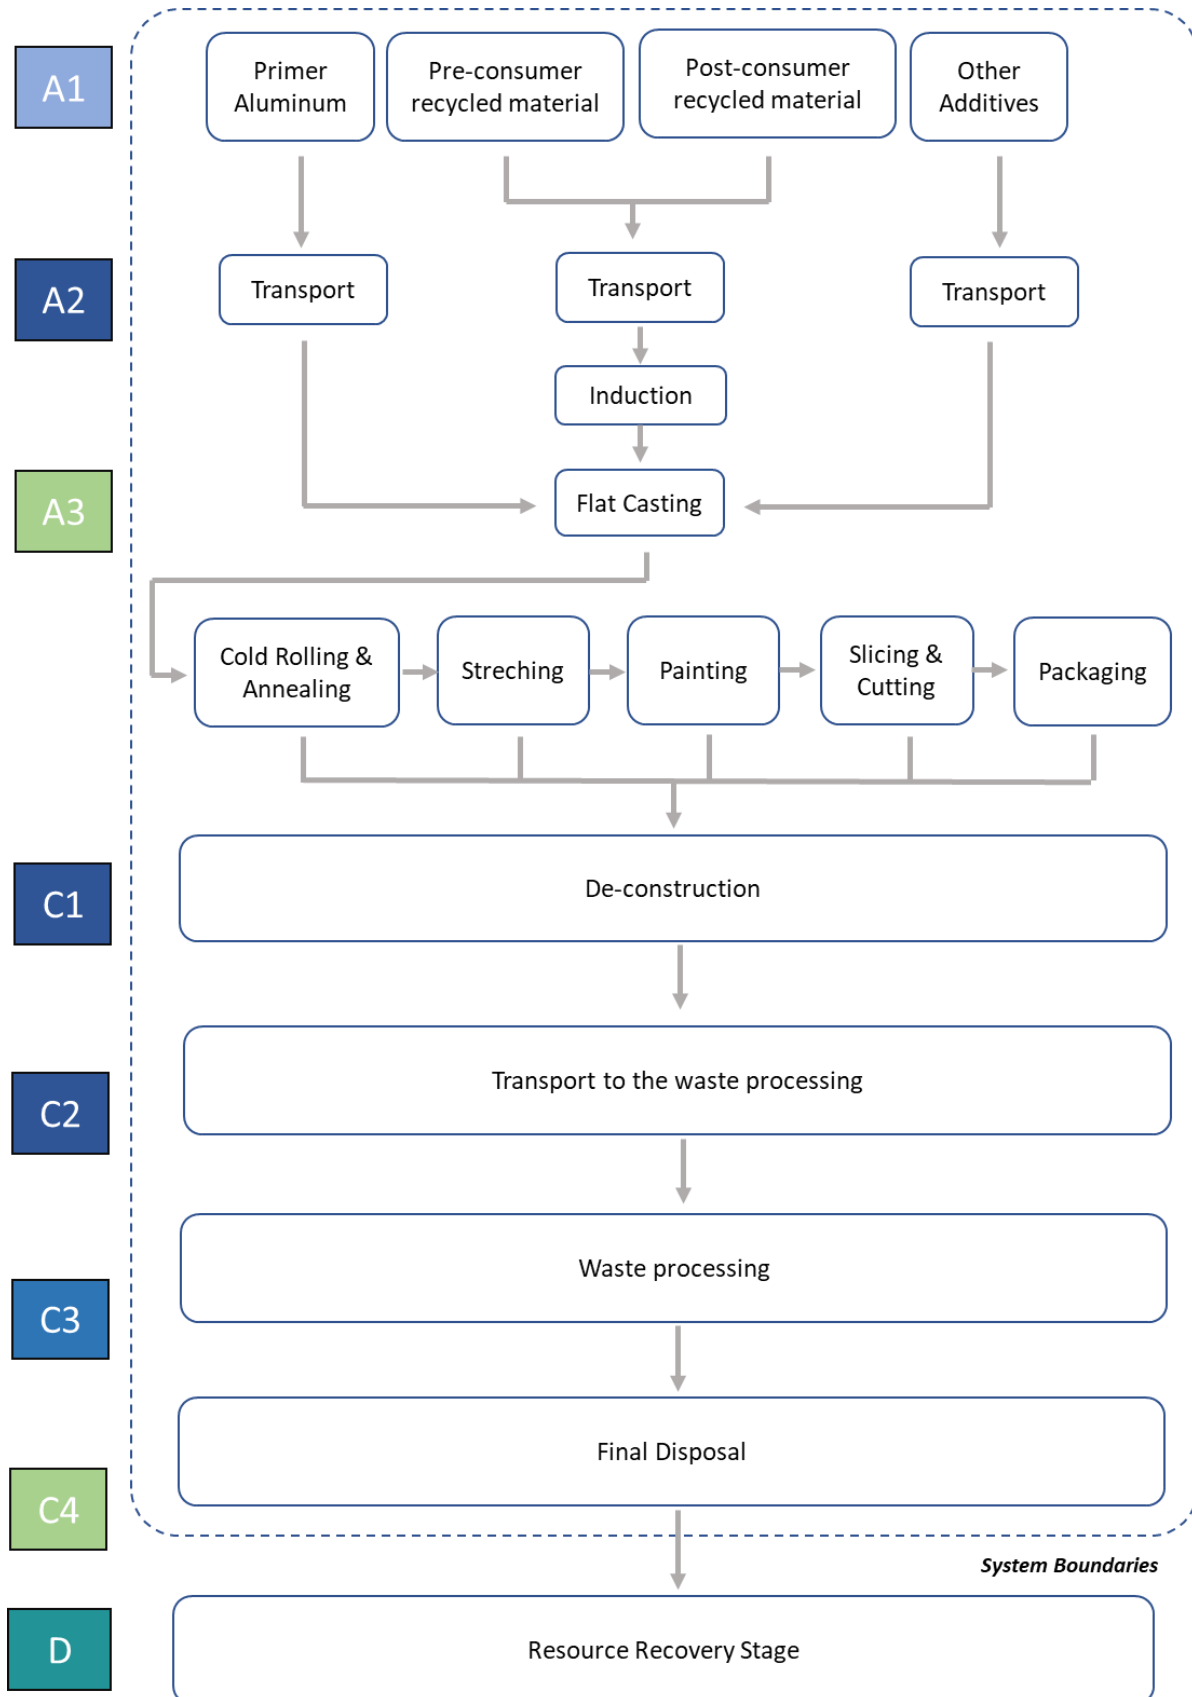 A1
Primer
Aluminum
Pre-consumer
recycled material
Post-consumer
recycled material
Other
Additives
A2
Transport
Transport
Transport
Induction
A3
Flat Casting
Cold Rolling &
Annealing
Streching
Painting
Slicing &
Cutting
Packaging
C1
De-construction
C2
Transport to the waste processing
C3
Waste processing
C4
Final Disposal
System Boundaries
D
Resource Recovery Stage